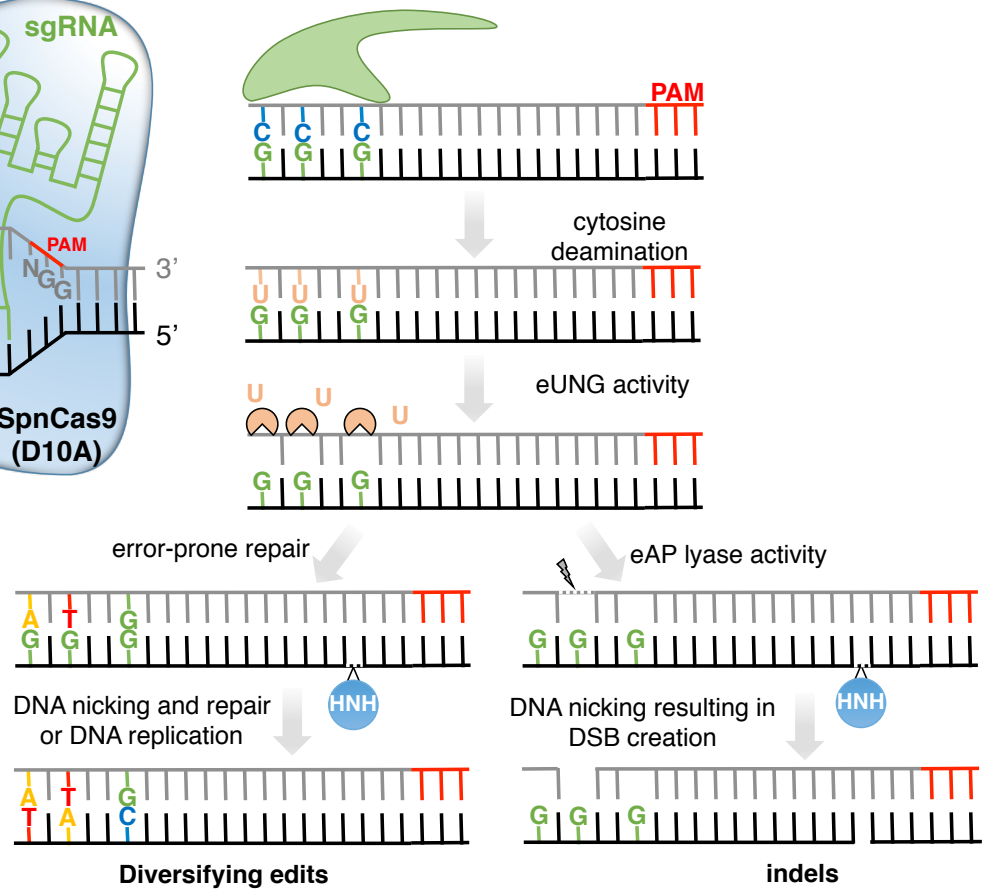 sgRNA
PAM
N
G
G
3’
5’
SpnCas9
(D10A)
PAM
C C C
G G G
cytosine
deamination
U U U
G G G
eUNG activity
U U U
G G G
error-prone repair
eAP lyase activity
A T G
G G G
HNH
G G G
HNH
DNA nicking and repair
or DNA replication
DNA nicking resulting in
DSB creation
A T G
T A C
G G G
Diversifying edits
indels